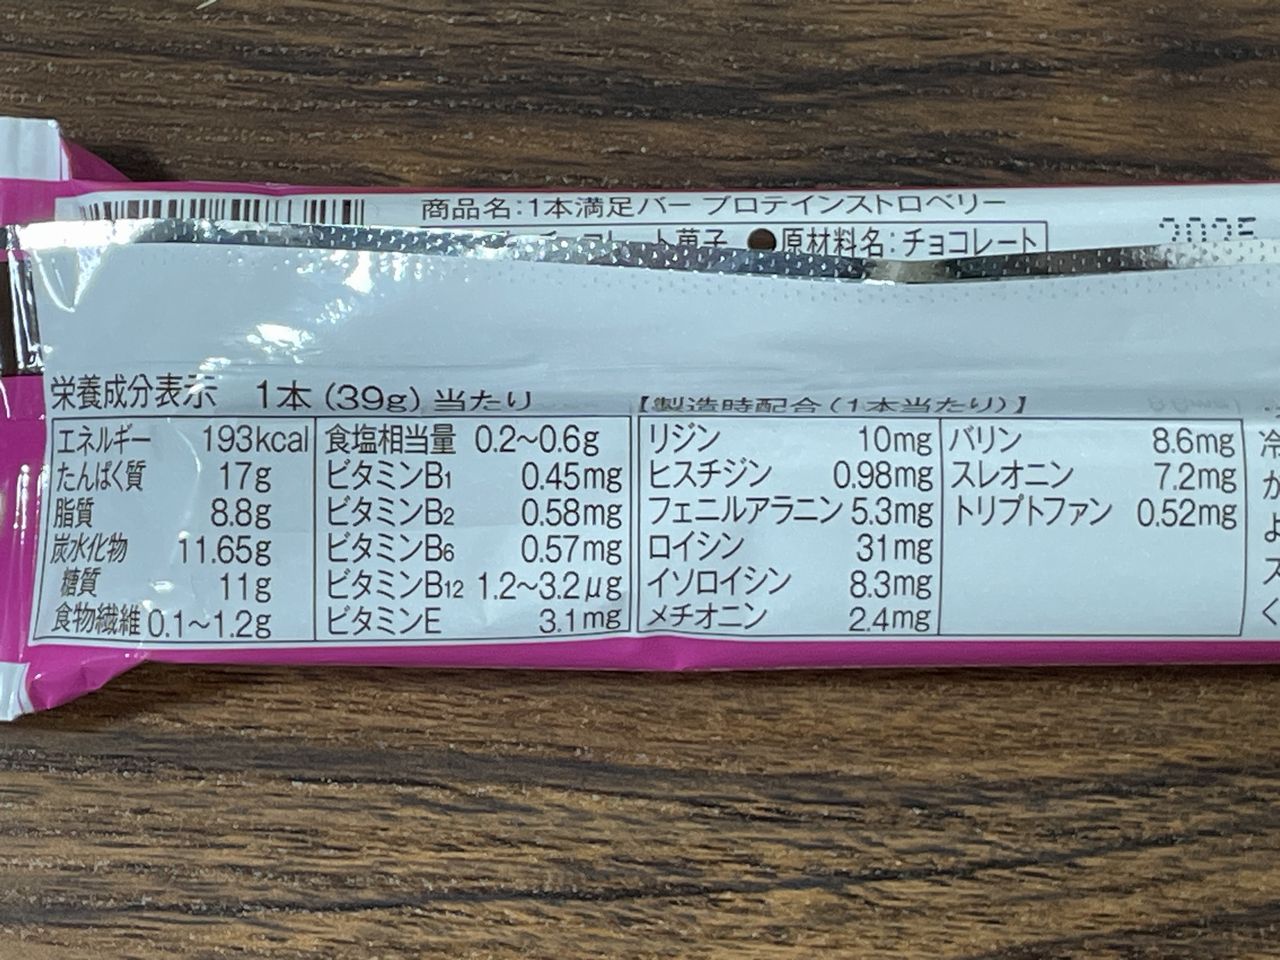 商品名:1本満足バー プロテインストロベリー
チョコレート菓子 ●原材料名:チョコレート
2025
栄養成分表示 1本(39g)当たり
エネルギー 193kcal
たんぱく質 17g
脂質 8.8g
炭水化物 11.65g
糖質 11g
食物繊維 0.1〜1.2g
食塩相当量 0.2〜0.6g
ビタミンB1 0.45mg
ビタミンB2 0.58mg
ビタミンB6 0.57mg
ビタミンB12 1.2〜3.2μg
ビタミンE 3.1mg
【製造時配合(1本当たり)】
リジン 10mg
ヒスチジン 0.98mg
フェニルアラニン 5.3mg
ロイシン 31mg
イソロイシン 8.3mg
メチオニン 2.4mg
バリン 8.6mg
スレオニン 7.2mg
トリプトファン 0.52mg
冷
か
よ
ス
く